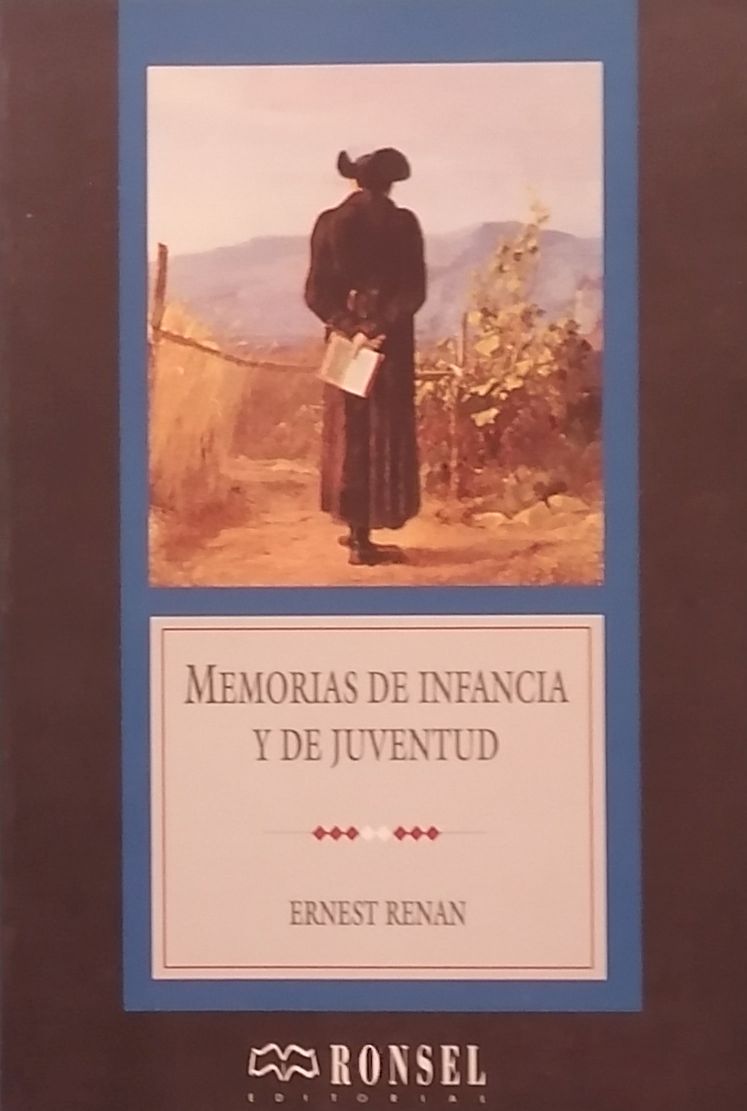 MEMORIAS DE INFANCIA
Y DE JUVENTUD
ERNEST RENAN
RONSEL
EDITORIAL